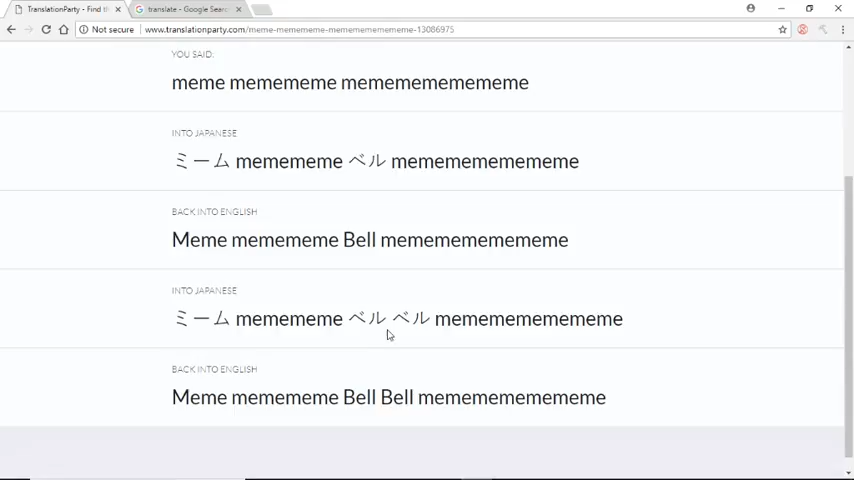 TranslationParty - Find th
translate - Google Searc
Not secure
www.translationparty.com/meme-memememe-mememememememe-13086975
YOU SAID:
meme memememe mememememememe
INTO JAPANESE
ミーム memememe ベル mememememememe
BACK INTO ENGLISH
Meme memememe Bell mememememememe
INTO JAPANESE
ミーム memememe ベル ベル mememememememe
BACK INTO ENGLISH
Meme memememe Bell Bell mememememememe